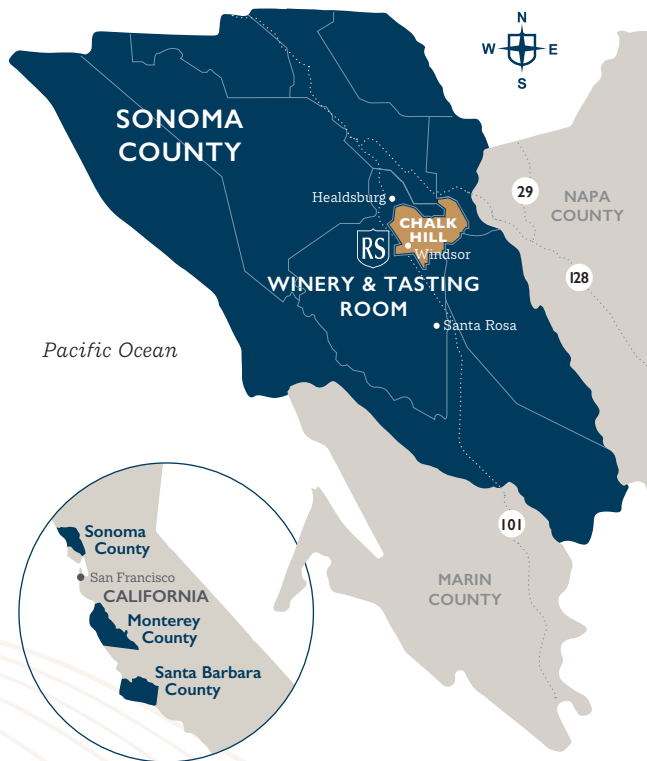 N
W
E
S
SONOMA
COUNTY
29
NAPA
COUNTY
Healdsburg
CHALK
HILL
RS
Windsor
128
WINERY & TASTING
ROOM
Santa Rosa
Pacific Ocean
101
MARIN
COUNTY
Sonoma
County
San Francisco
CALIFORNIA
Monterey
County
Santa Barbara
County